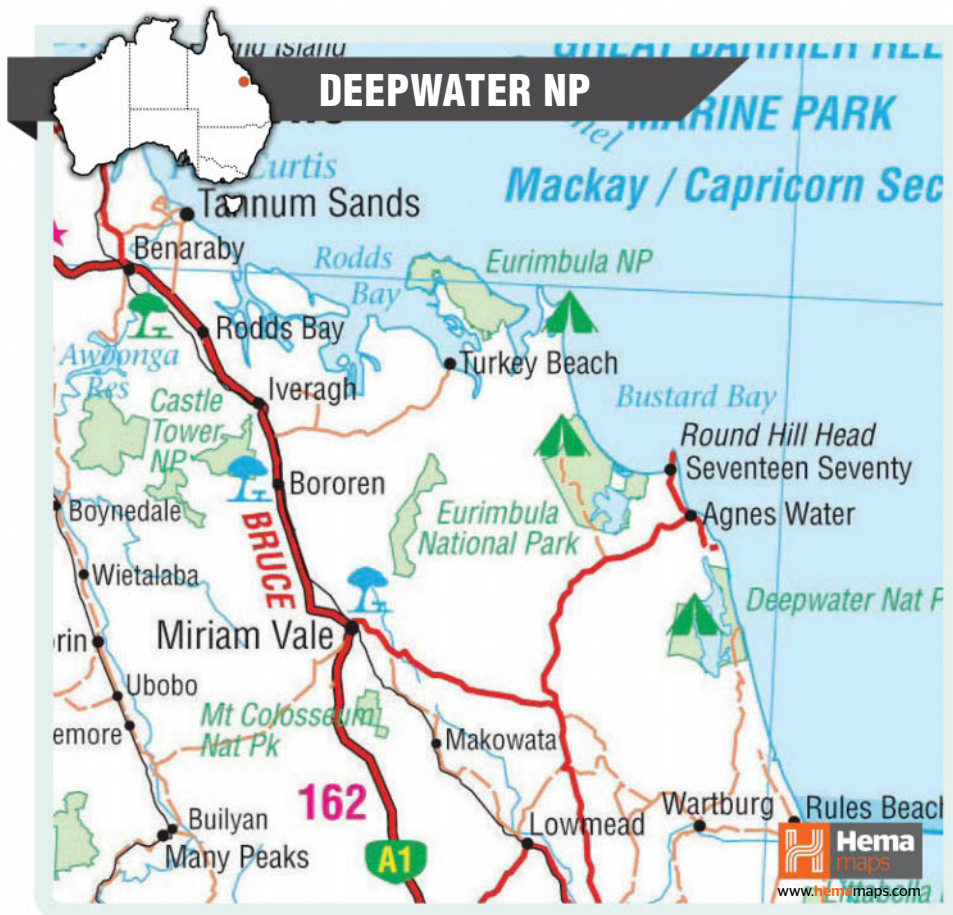 DEEPWATER NP
MARINE PARK
Mackay / Capricorn Sec
Curtis
Tannum Sands
Benaraby
Rodds
Bay
Eurimbula NP
Rodds Bay
Turkey Beach
Awoonga
Res
Iveragh
Castle
Tower
NP
Bustard Bay
Round Hill Head
Seventeen Seventy
Bororen
Boynedale
Eurimbula
National Park
Agnes Water
BRUCE
Wietalaba
Deepwater Nat P
Miriam Vale
Ubobo
Mt Colosseum
Nat Pk
emore
Makowata
162
Wartburg
Rules Beach
Builyan
Lowmead
Many Peaks
A1
Hema
maps
www.hemamaps.com